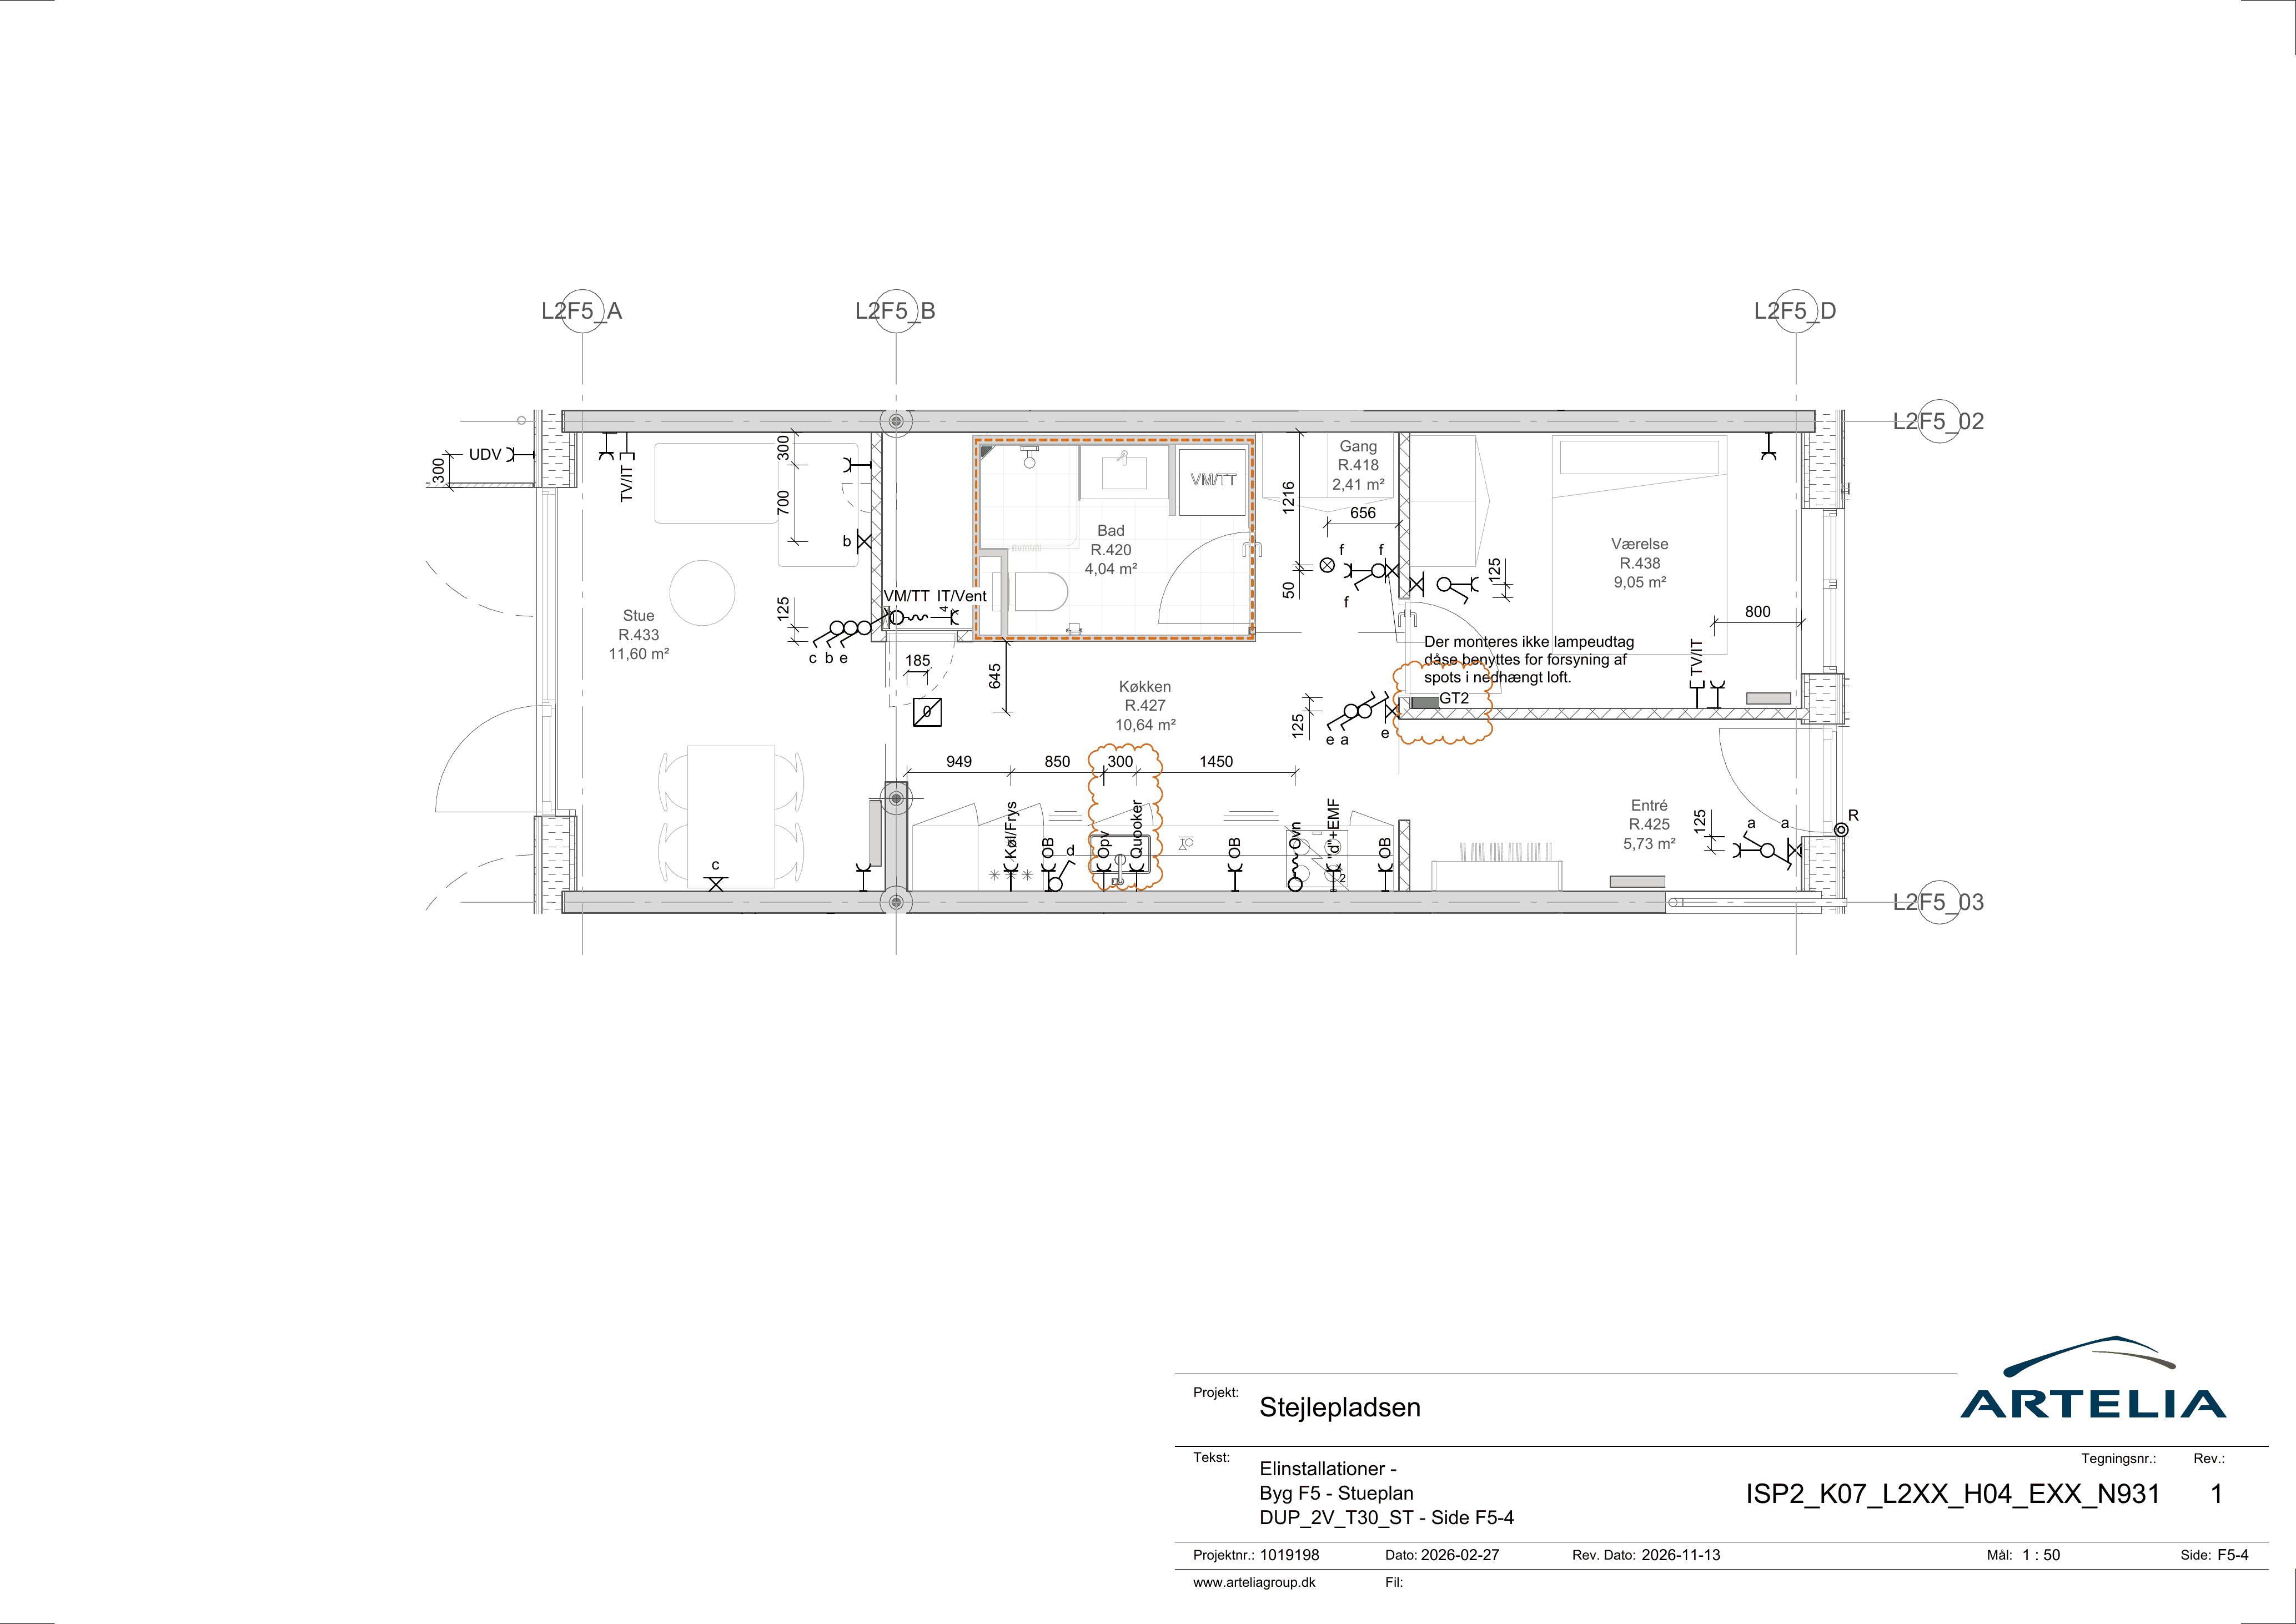 L2F5_A
L2F5_B
L2F5_D
L2F5_02
L2F5_03
UDV
300
TV/IT
300
700
b
125
c b e
Stue
R.433
11,60 m²
c
VM/TT IT/Vent
4
185
0
645
Bad
R.420
4,04 m²
VM/TT
Gang
R.418
2,41 m²
1216
656
50
f f
f
Værelse
R.438
9,05 m²
125
800
TV/IT
Der monteres ikke lampeudtag
dåse benyttes for forsyning af
spots i nedhængt loft.
GT2
Køkken
R.427
10,64 m²
125
e a
e
949
850
300
1450
Køl/Frys
OB
d
Opv
Quooker
OB
Ovn
"d"+EMF
2
OB
Entré
R.425
5,73 m²
125
a a
R
ARTELIA
Projekt:
Stejlepladsen
Tekst:
Elinstallationer -
Byg F5 - Stueplan
DUP_2V_T30_ST - Side F5-4
Tegningsnr.: Rev.:
ISP2_K07_L2XX_H04_EXX_N931 1
Projektnr.: 1019198 Dato: 2026-02-27 Rev. Dato: 2026-11-13 Mål: 1 : 50 Side: F5-4
www.arteliagroup.dk Fil: